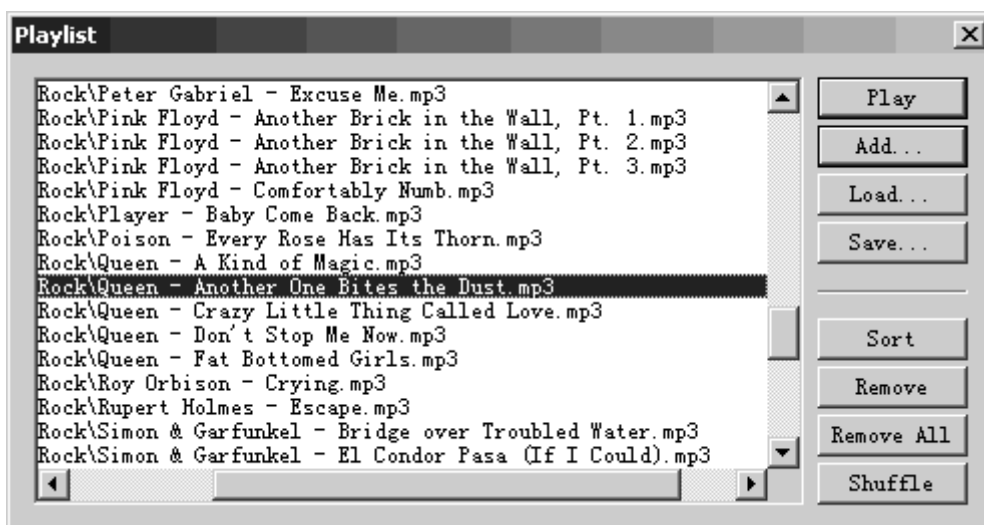 Playlist
Rock\Peter Gabriel - Excuse Me.mp3
Rock\Pink Floyd - Another Brick in the Wall, Pt. 1.mp3
Rock\Pink Floyd - Another Brick in the Wall, Pt. 2.mp3
Rock\Pink Floyd - Another Brick in the Wall, Pt. 3.mp3
Rock\Pink Floyd - Comfortably Numb.mp3
Rock\Player - Baby Come Back.mp3
Rock\Poison - Every Rose Has Its Thorn.mp3
Rock\Queen - A Kind of Magic.mp3
Rock\Queen - Another One Bites the Dust.mp3
Rock\Queen - Crazy Little Thing Called Love.mp3
Rock\Queen - Don't Stop Me Now.mp3
Rock\Queen - Fat Bottomed Girls.mp3
Rock\Roy Orbison - Crying.mp3
Rock\Rupert Holmes - Escape.mp3
Rock\Simon & Garfunkel - Bridge over Troubled Water.mp3
Rock\Simon & Garfunkel - El Condor Pasa (If I Could).mp3
Play
Add...
Load...
Save...
Sort
Remove
Remove All
Shuffle